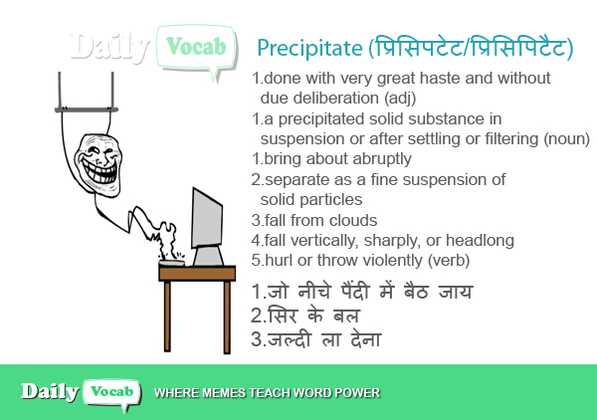 Daily Vocab
Precipitate (प्रिसिपटेट/प्रिसिपिटैट)
1.done with very great haste and without
due deliberation (adj)
1.a precipitated solid substance in
suspension or after settling or filtering (noun)
1.bring about abruptly
2.separate as a fine suspension of
solid particles
3.fall from clouds
4.fall vertically, sharply, or headlong
5.hurl or throw violently (verb)
1.जो नीचे पैंदी में बैठ जाय
2.सिर के बल
3.जल्दी ला देना
Daily Vocab WHERE MEMES TEACH WORD POWER